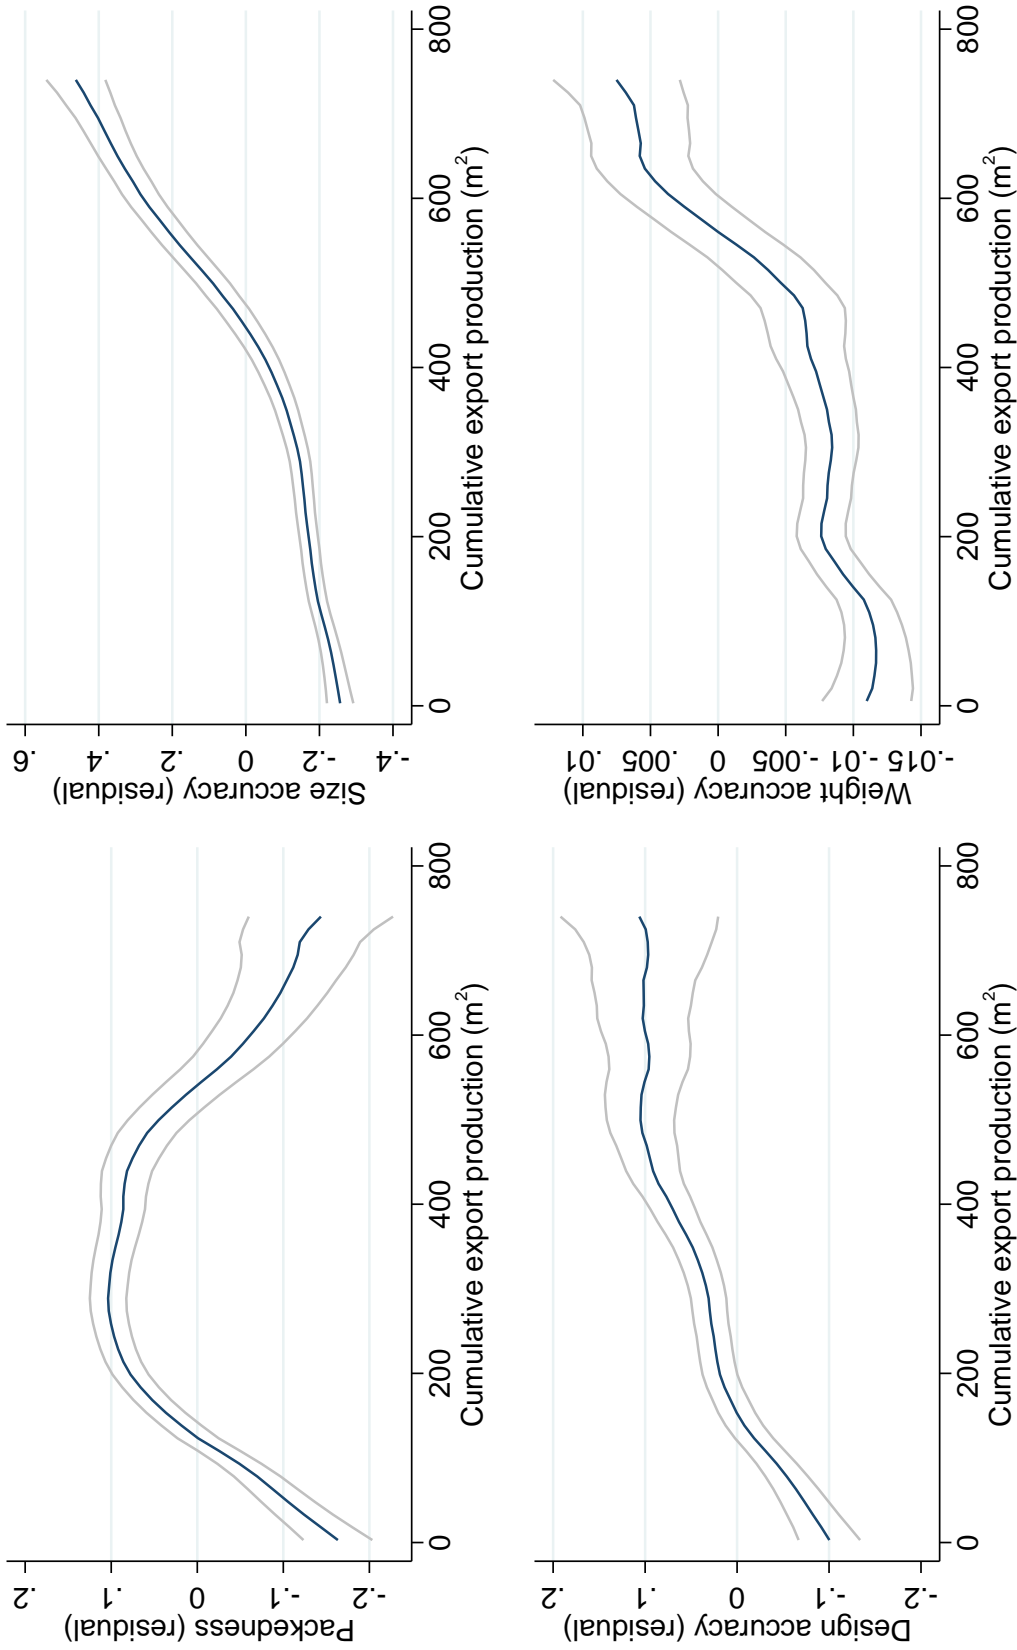 Packedness (residual)
-.2 -.1 0 .1 .2
0 200 400 600 800
Cumulative export production (m²)
Size accuracy (residual)
-.4 -.2 0 .2 .4 .6
0 200 400 600 800
Cumulative export production (m²)
Design accuracy (residual)
-.2 -.1 0 .1 .2
0 200 400 600 800
Cumulative export production (m²)
Weight accuracy (residual)
-.015 -.01 -.005 0 .005 .01
0 200 400 600 800
Cumulative export production (m²)